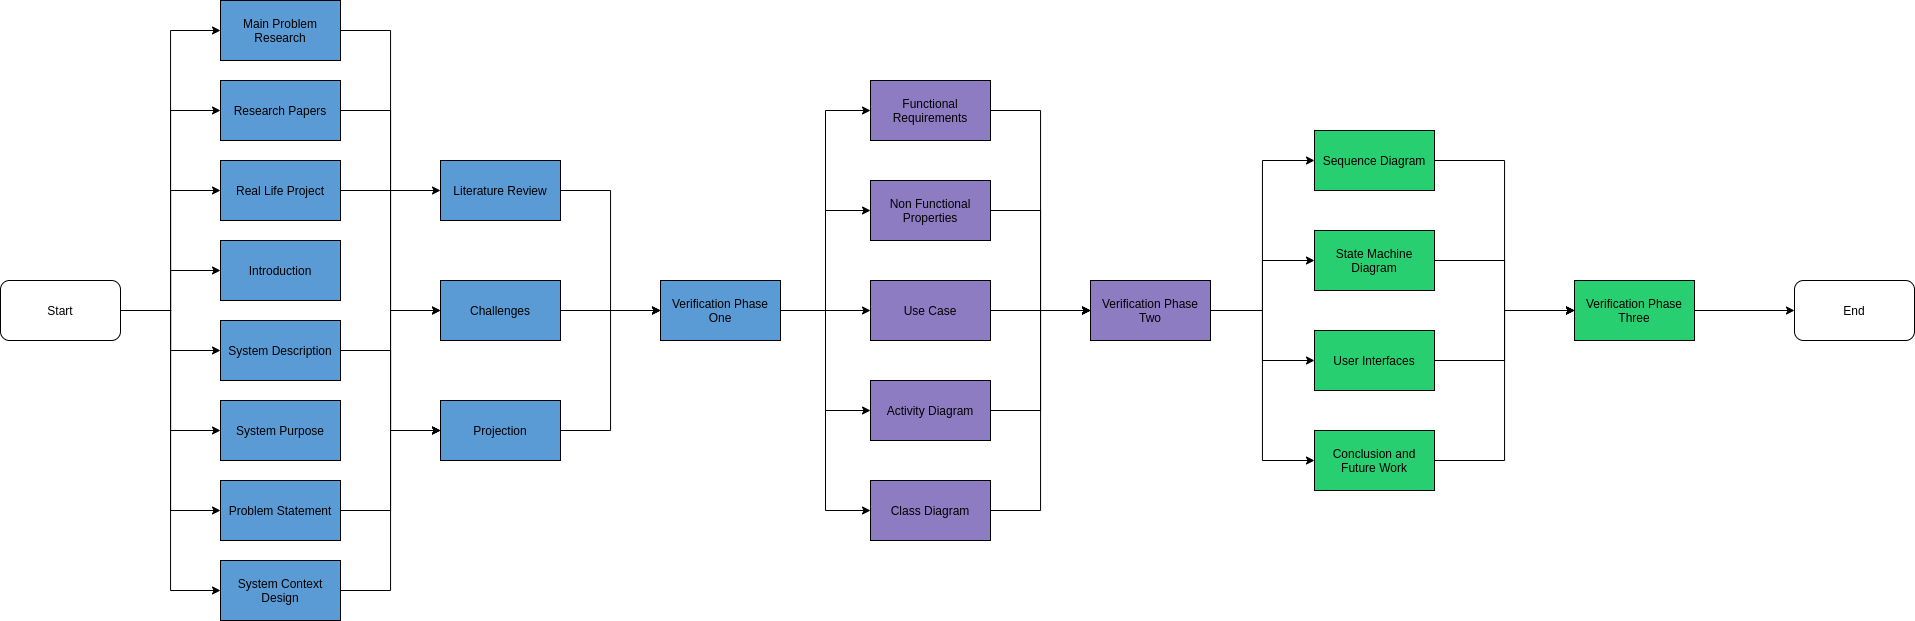 Start
Main Problem
Research
Research Papers
Real Life Project
Introduction
System Description
System Purpose
Problem Statement
System Context
Design
Literature Review
Challenges
Projection
Verification Phase
One
Functional
Requirements
Non Functional
Properties
Use Case
Activity Diagram
Class Diagram
Verification Phase
Two
Sequence Diagram
State Machine
Diagram
User Interfaces
Conclusion and
Future Work
Verification Phase
Three
End